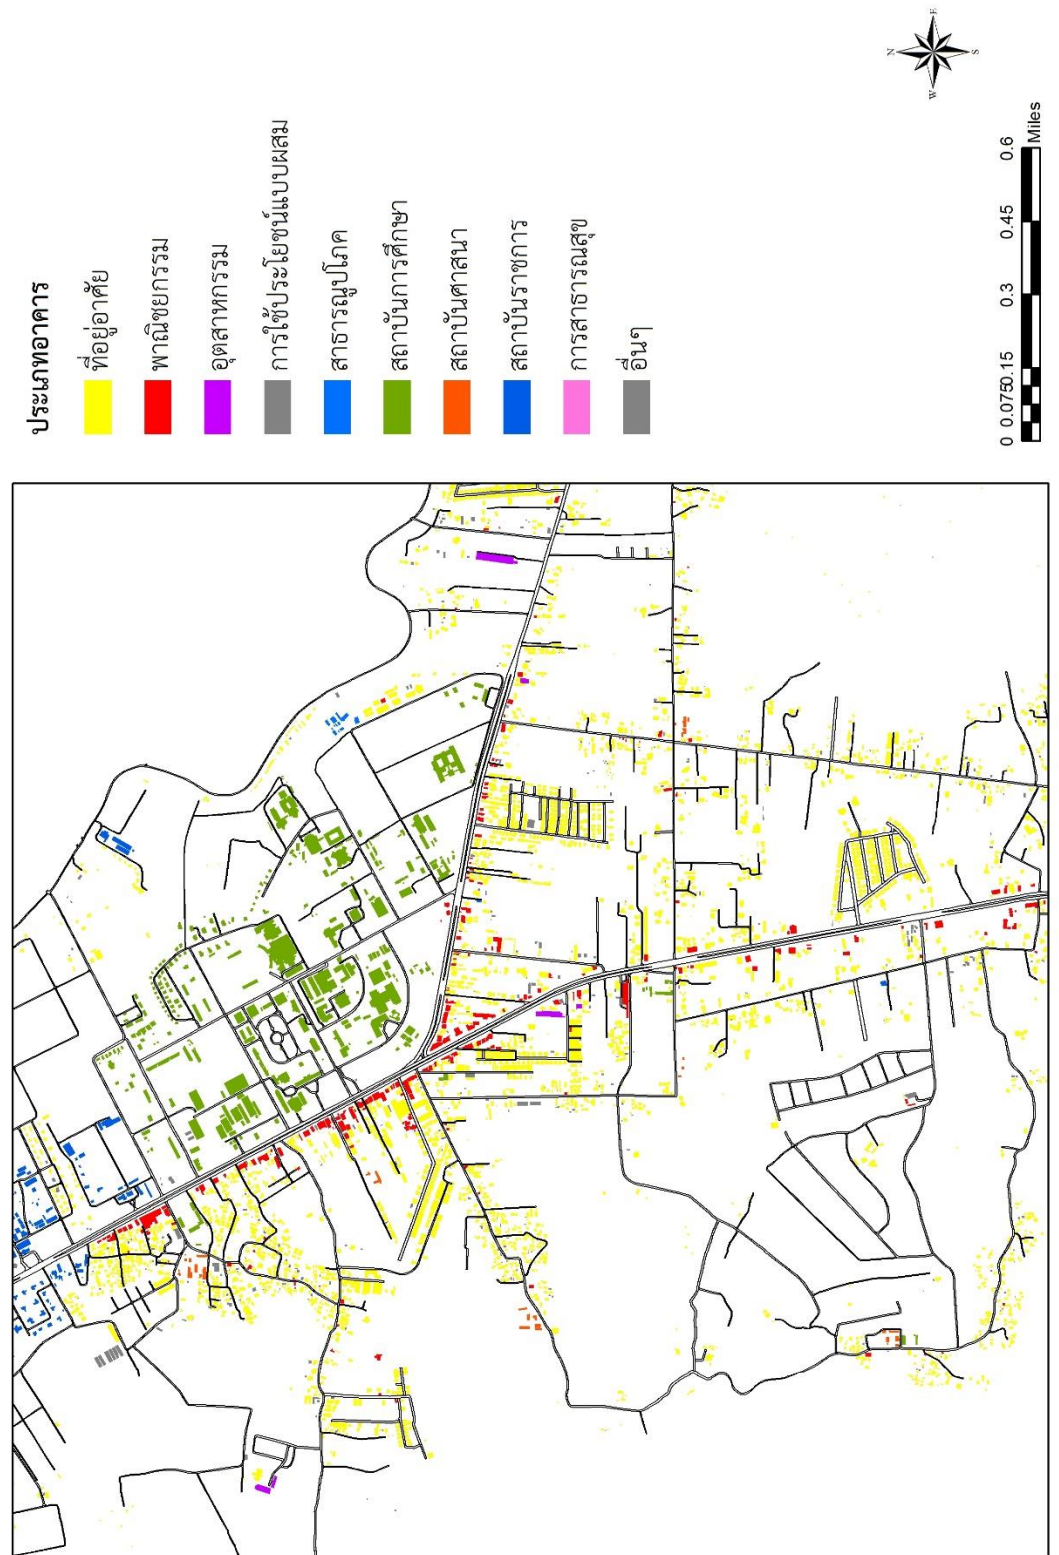 ประเภทอาคาร
ที่อยู่อาศัย
พาณิชยกรรม
อุตสาหกรรม
การใช้ประโยชน์แบบผสม
สาธารณูปโภค
สถาบันการศึกษา
สถาบันศาสนา
สถาบันราชการ
การสาธารณสุข
อื่นๆ
N
W
E
S
0 0.075 0.15 0.3 0.45 0.6
Miles